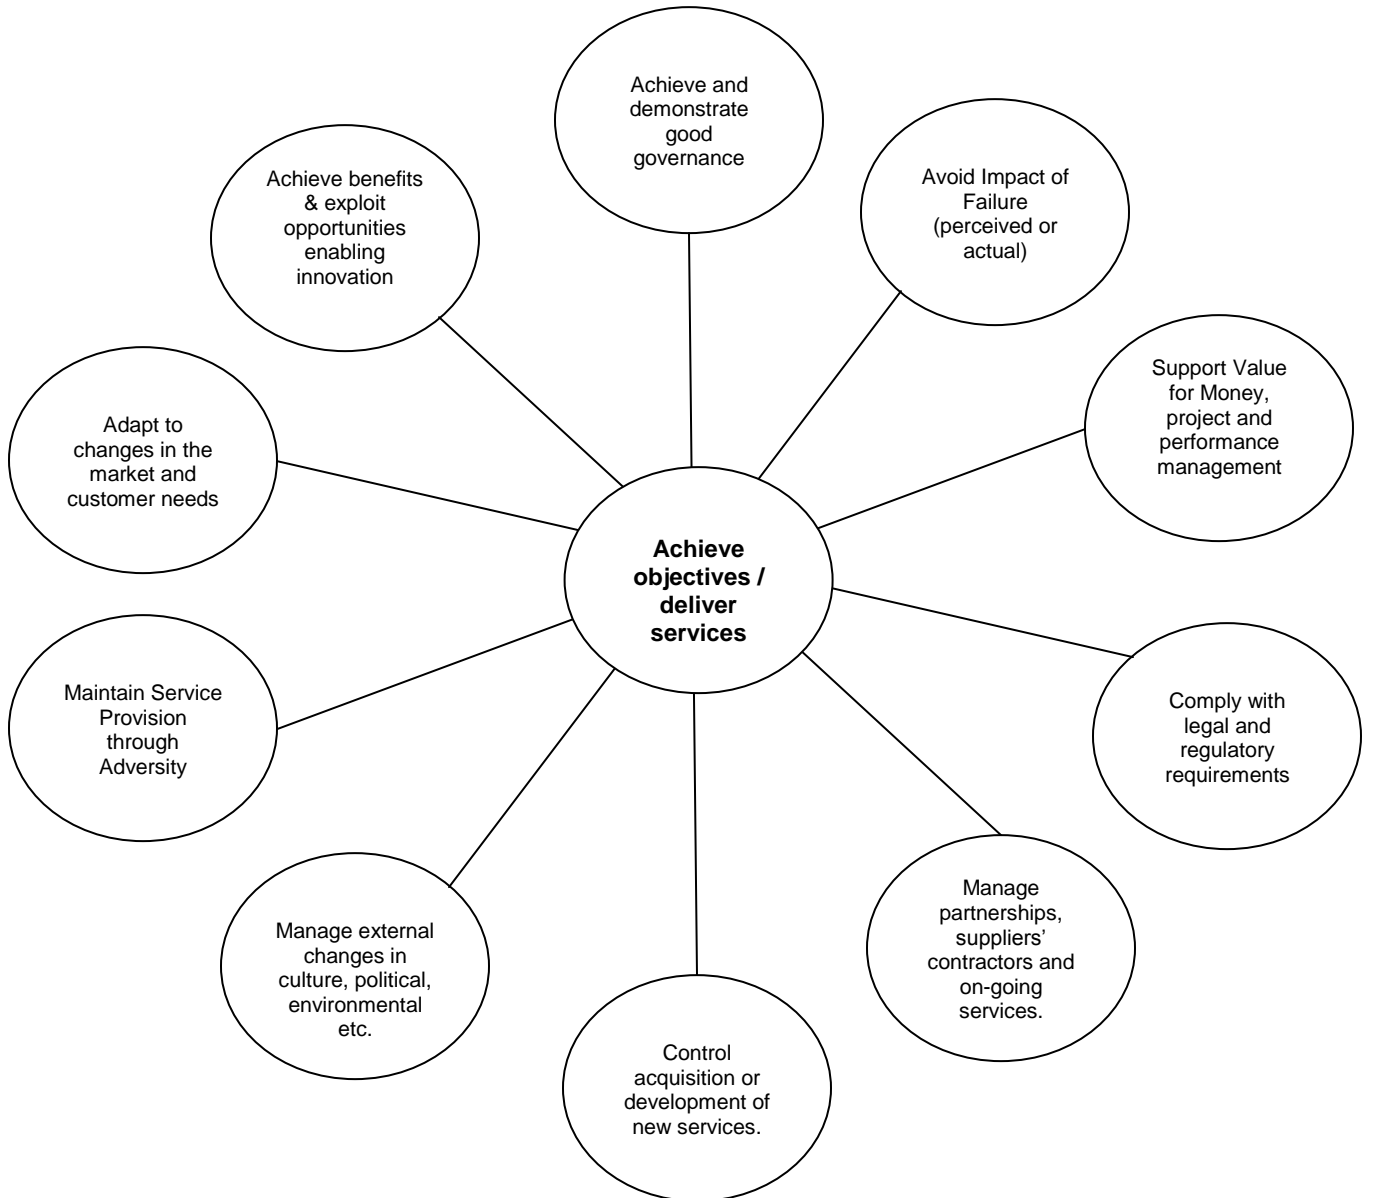 Achieve and
demonstrate
good
governance
Avoid Impact of
Failure
(perceived or
actual)
Achieve benefits
& exploit
opportunities
enabling
innovation
Support Value
for Money,
project and
performance
management
Adapt to
changes in the
market and
customer needs
Achieve
objectives /
deliver
services
Maintain Service
Provision
through
Adversity
Comply with
legal and
regulatory
requirements
Manage
partnerships,
suppliers’
contractors and
on-going
services.
Manage external
changes in
culture, political,
environmental
etc.
Control
acquisition or
development of
new services.